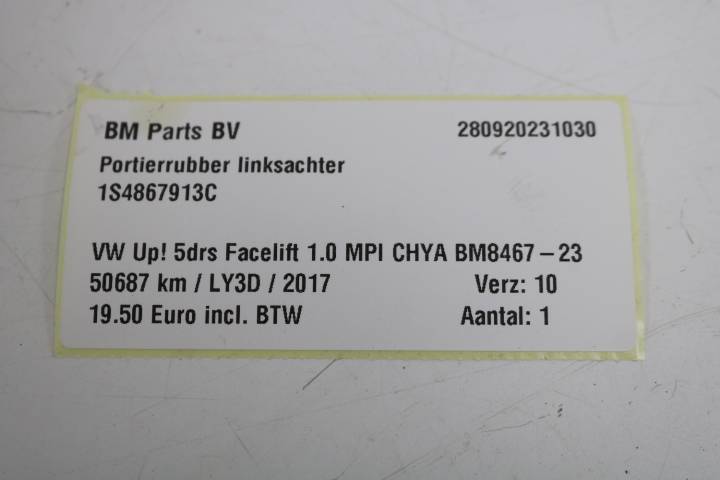 BM Parts BV 280920231030
Portierrubber linksachter
1S4867913C
VW Up! 5drs Facelift 1.0 MPI CHYA BM8467-23
50687 km / LY3D / 2017 Verz: 10
19.50 Euro incl. BTW Aantal: 1